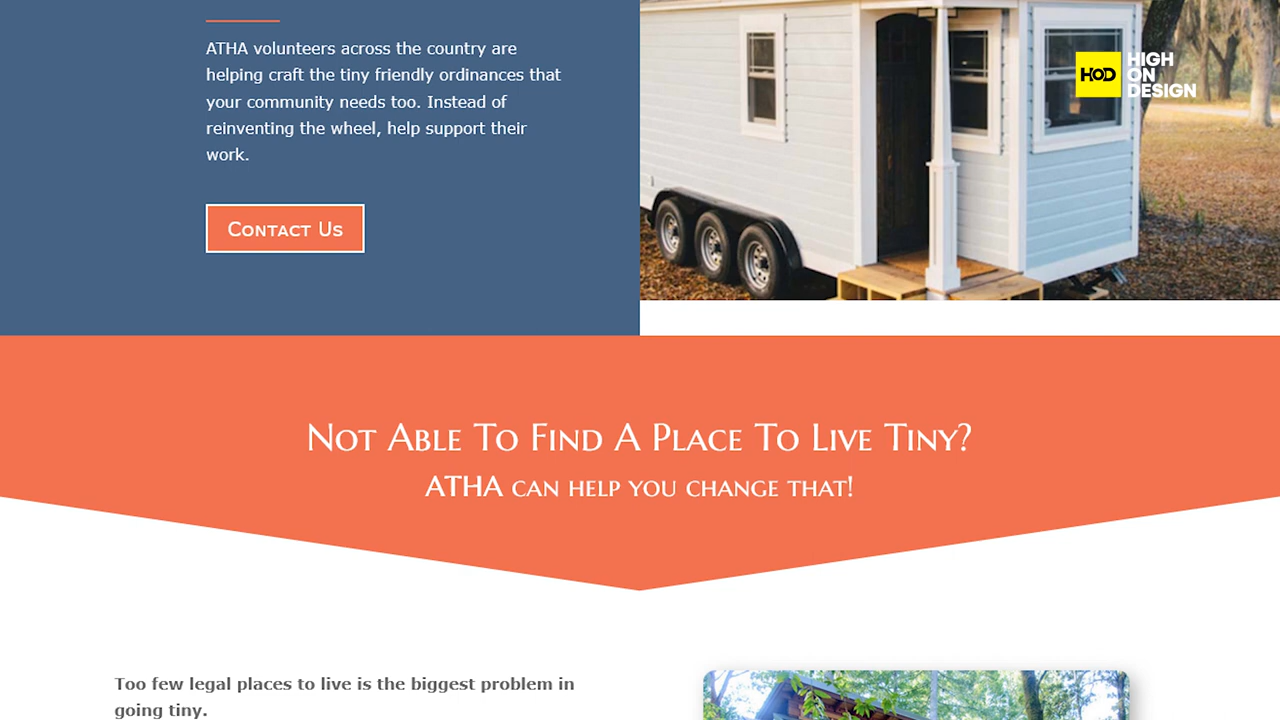 ATHA volunteers across the country are
helping craft the tiny friendly ordinances that
your community needs too. Instead of
reinventing the wheel, help support their
work.
Contact Us
HOD
HIGH
ON
DESIGN
Not Able To Find A Place To Live Tiny?
ATHA can help you change that!
Too few legal places to live is the biggest problem in
going tiny.